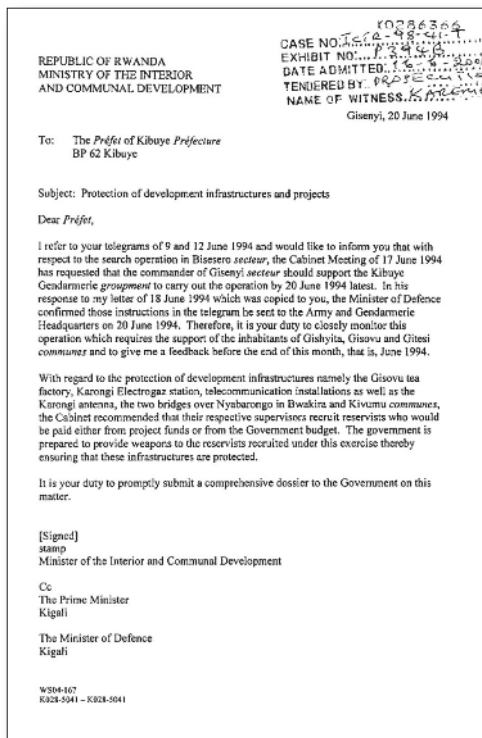 K0286366
CASE NO: ICTR-98-41-T
EXHIBIT NO: P394B
DATE ADMITTED:
TENDERED BY: PROSECUTION
NAME OF WITNESS:
REPUBLIC OF RWANDA
MINISTRY OF THE INTERIOR
AND COMMUNAL DEVELOPMENT
Gisenyi, 20 June 1994
To: The Préfet of Kibuye Préfecture
BP 62 Kibuye
Subject: Protection of development infrastructures and projects
Dear Préfet,
I refer to your telegrams of 9 and 12 June 1994 and would like to inform you that with
respect to the search operation in Bisesero secteur, the Cabinet Meeting of 17 June 1994
has requested that the commander of Gisenyi secteur should support the Kibuye
Gendarmerie groupment to carry out the operation by 20 June 1994 latest. In his
response to my letter of 18 June 1994 which was copied to you, the Minister of Defence
confirmed those instructions in the telegram he sent to the Army and Gendarmerie
Headquarters on 20 June 1994. Therefore, it is your duty to closely monitor this
operation which requires the support of the inhabitants of Gishyita, Gisovu and Gitesi
communes and to give me a feedback before the end of this month, that is, June 1994.
With regard to the protection of development infrastructures namely the Gisovu tea
factory, Karongi Electrogaz station, telecommunication installations as well as the
Karongi antenna, the two bridges over Nyabarongo in Bwakira and Kivumu communes,
the Cabinet recommended that their respective supervisors recruit reservists who would
be paid either from project funds or from the Government budget. The government is
prepared to provide weapons to the reservists recruited under this exercise thereby
ensuring that these infrastructures are protected.
It is your duty to promptly submit a comprehensive dossier to the Government on this
matter.
[Signed]
stamp
Minister of the Interior and Communal Development
Cc
The Prime Minister
Kigali
The Minister of Defence
Kigali
WS04-167
K028-5041 – K028-5041